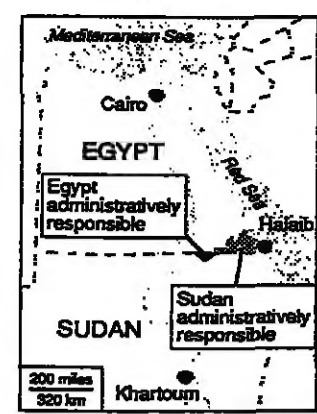 Mediterranean Sea
Cairo
EGYPT
Red Sea
Egypt
administratively
responsible
Halaib
Sudan
administratively
responsible
SUDAN
200 miles
320 km
Khartoum